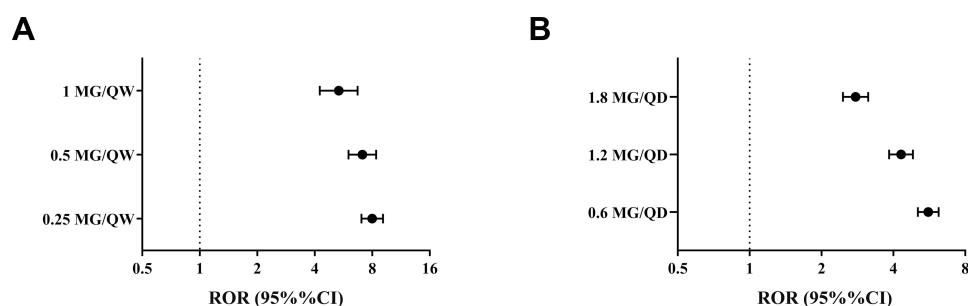 A
1 MG/QW
0.5 MG/QW
0.25 MG/QW
0.5 1 2 4 8 16
ROR (95%%CI)
B
1.8 MG/QD
1.2 MG/QD
0.6 MG/QD
0.5 1 2 4 8
ROR (95%%CI)